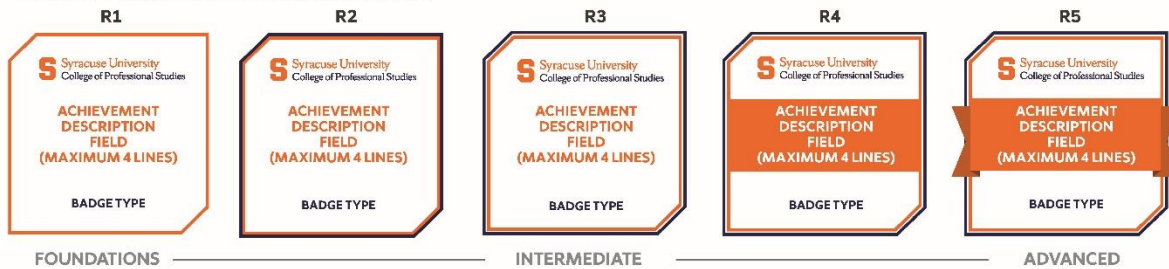 R1
R2
R3
R4
R5
S Syracuse University
College of Professional Studies
ACHIEVEMENT
DESCRIPTION
FIELD
(MAXIMUM 4 LINES)
BADGE TYPE
S Syracuse University
College of Professional Studies
ACHIEVEMENT
DESCRIPTION
FIELD
(MAXIMUM 4 LINES)
BADGE TYPE
S Syracuse University
College of Professional Studies
ACHIEVEMENT
DESCRIPTION
FIELD
(MAXIMUM 4 LINES)
BADGE TYPE
S Syracuse University
College of Professional Studies
ACHIEVEMENT
DESCRIPTION
FIELD
(MAXIMUM 4 LINES)
BADGE TYPE
S Syracuse University
College of Professional Studies
ACHIEVEMENT
DESCRIPTION
FIELD
(MAXIMUM 4 LINES)
BADGE TYPE
FOUNDATIONS
INTERMEDIATE
ADVANCED